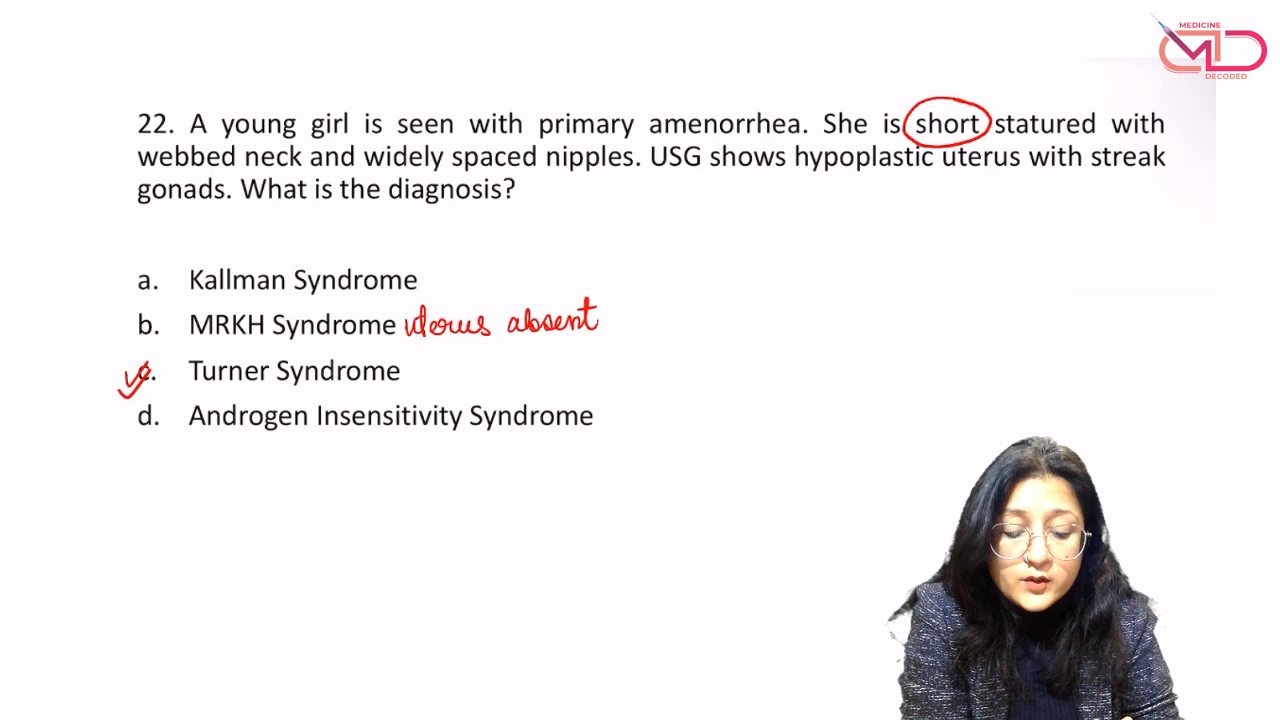 MEDICINE
DECODED
22. A young girl is seen with primary amenorrhea. She is short statured with
webbed neck and widely spaced nipples. USG shows hypoplastic uterus with streak
gonads. What is the diagnosis?
a. Kallman Syndrome
b. MRKH Syndrome uterus absent
c. Turner Syndrome
d. Androgen Insensitivity Syndrome